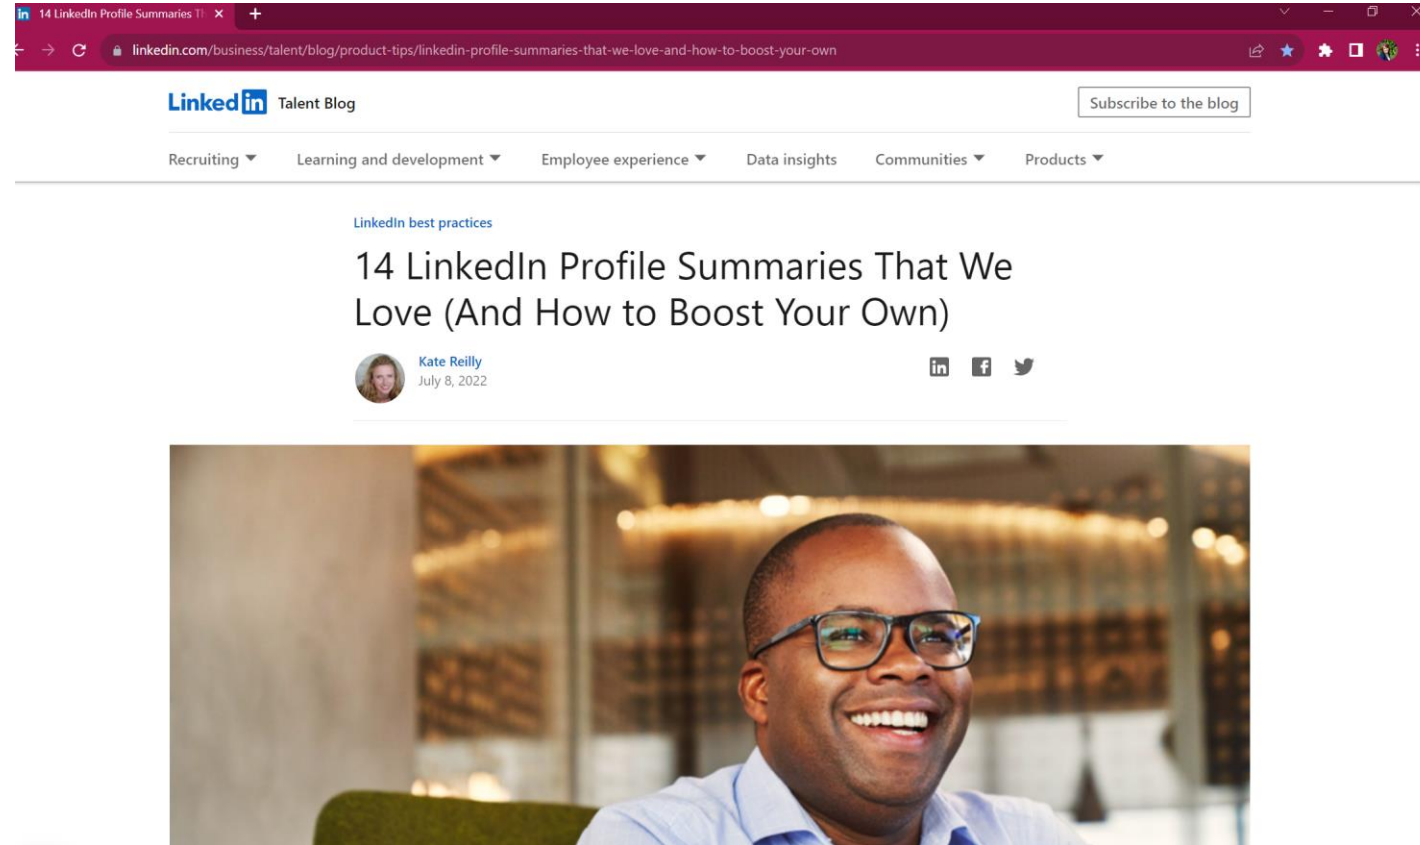 in 14 LinkedIn Profile Summaries Th
linkedin.com/business/talent/blog/product-tips/linkedin-profile-summaries-that-we-love-and-how-to-boost-your-own
Linked in Talent Blog Subscribe to the blog
Recruiting Learning and development Employee experience Data insights Communities Products
LinkedIn best practices
14 LinkedIn Profile Summaries That We
Love (And How to Boost Your Own)
Kate Reilly
July 8, 2022
in f